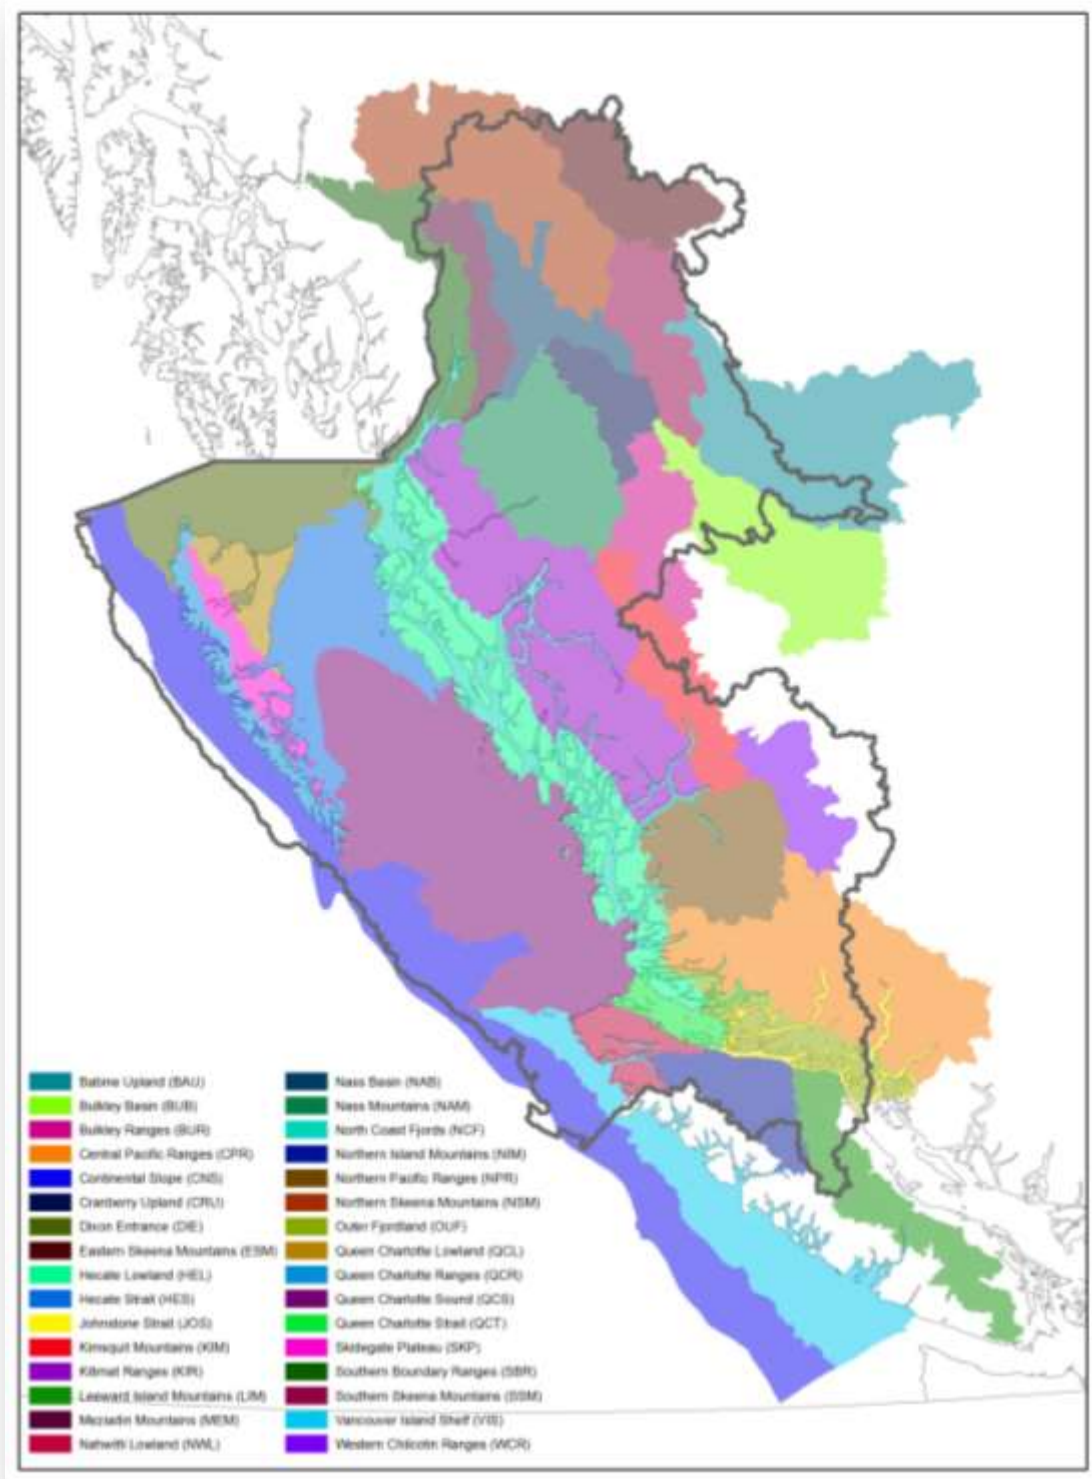 Babine Upland (BAU)
Bulkley Basin (BUB)
Bulkley Ranges (BUR)
Central Pacific Ranges (CPR)
Continental Slope (CNS)
Cranberry Upland (CRU)
Dixon Entrance (DIE)
Eastern Skeena Mountains (ESM)
Hecate Lowland (HEL)
Hecate Strait (HES)
Johnstone Strait (JOS)
Kimsquit Mountains (KIM)
Kitimat Ranges (KIR)
Leeward Island Mountains (LIM)
Meziadin Mountains (MEM)
Nahwitti Lowland (NWL)
Nass Basin (NAB)
Nass Mountains (NAM)
North Coast Fjords (NCF)
Northern Island Mountains (NIM)
Northern Pacific Ranges (NPR)
Northern Skeena Mountains (NSM)
Outer Fjordland (OUF)
Queen Charlotte Lowland (QCL)
Queen Charlotte Ranges (QCR)
Queen Charlotte Sound (QCS)
Queen Charlotte Strait (QCT)
Skidegate Plateau (SKP)
Southern Boundary Ranges (SBR)
Southern Skeena Mountains (SSM)
Vancouver Island Shelf (VIS)
Western Chilcotin Ranges (WCR)